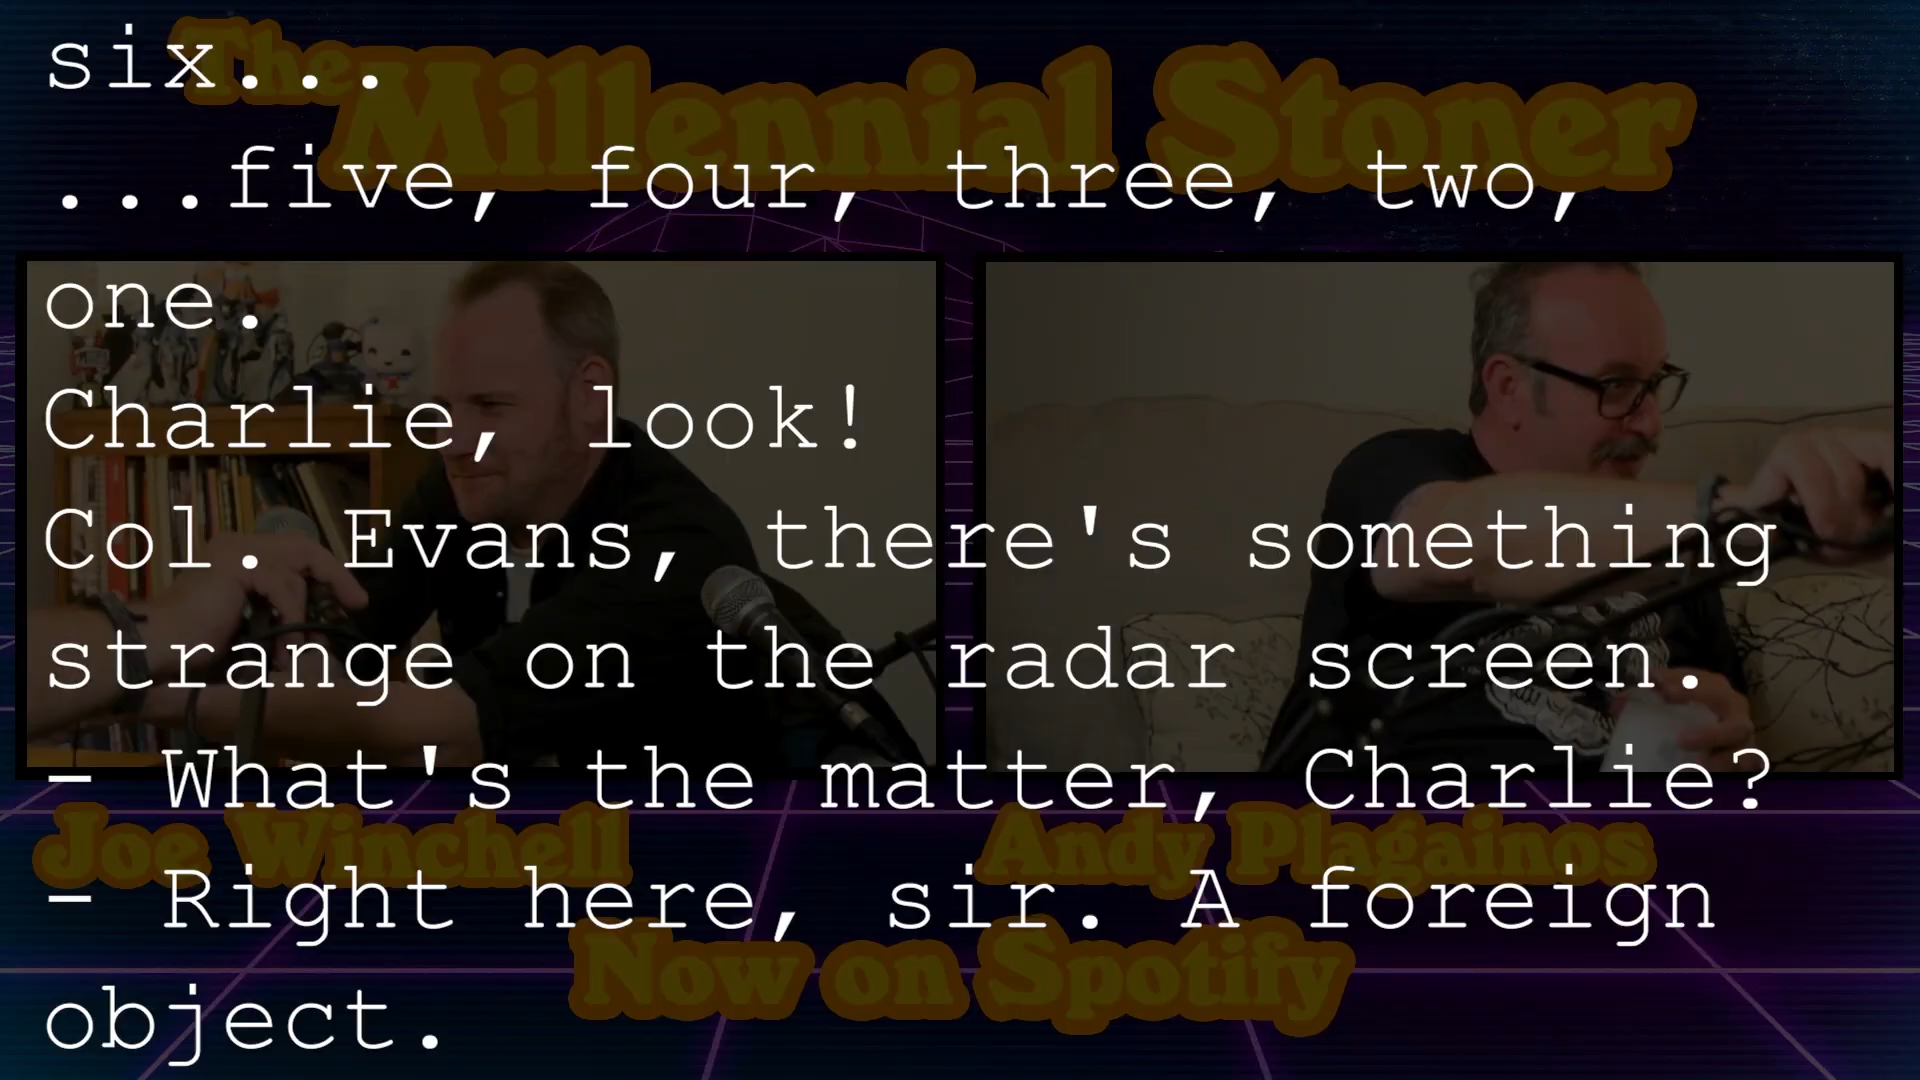 The Millennial Stoner
six...
...five, four, three, two,
one.
Charlie, look!
Col. Evans, there's something
strange on the radar screen.
- What's the matter, Charlie?
- Right here, sir. A foreign
object.
Joe Winchell
Andy Plagainos
Now on Spotify